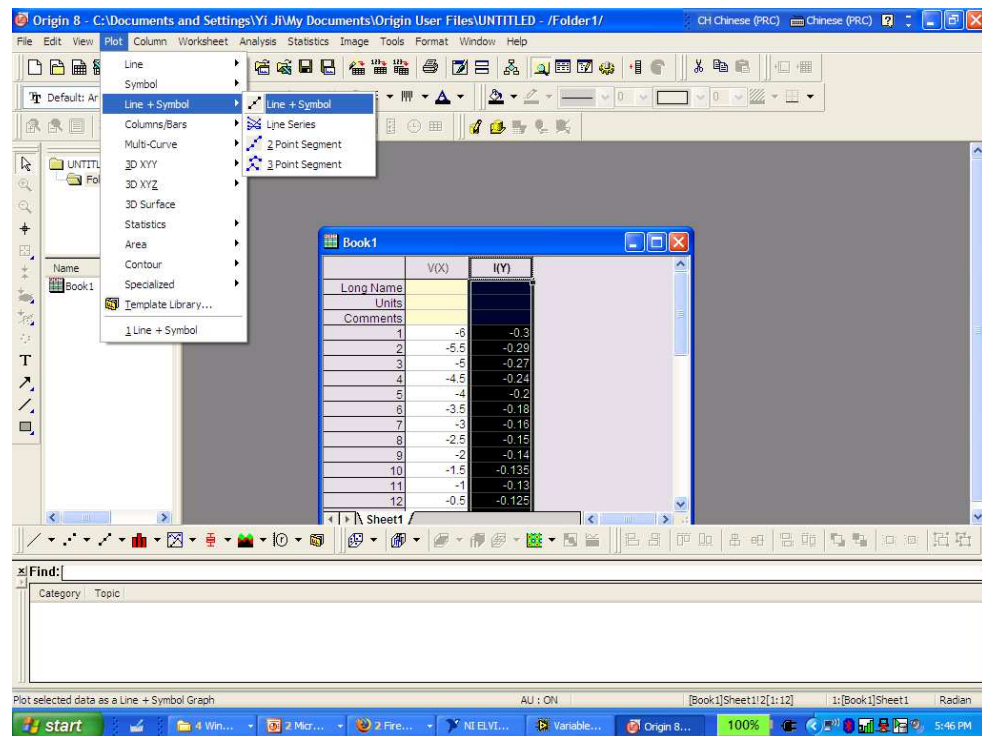 Origin 8 - C:\Documents and Settings\Yi Ji\My Documents\Origin User Files\UNTITLED - /Folder1/
CH Chinese (PRC) Chinese (PRC)
File Edit View Plot Column Worksheet Analysis Statistics Image Tools Format Window Help
Default: Ar
Line
Symbol
Line + Symbol
Columns/Bars
Multi-Curve
3D XYY
3D XYZ
3D Surface
Statistics
Area
Contour
Specialized
Template Library...
1 Line + Symbol
Line + Symbol
Line Series
2 Point Segment
3 Point Segment
UNTITL
Fol
Name
Book1
Book1
V(X) I(Y)
Long Name
Units
Comments
1 -6 -0.3
2 -5.5 -0.29
3 -5 -0.27
4 -4.5 -0.24
5 -4 -0.2
6 -3.5 -0.18
7 -3 -0.16
8 -2.5 -0.15
9 -2 -0.14
10 -1.5 -0.135
11 -1 -0.13
12 -0.5 -0.125
Sheet1
Find:
Category Topic
Plot selected data as a Line + Symbol Graph AU : ON [Book1]Sheet1!2[1:12] 1:[Book1]Sheet1 Radian
start 4 Win... 2 Micr... 2 Fire... NI ELVI... Variable... Origin 8... 100% 5:46 PM